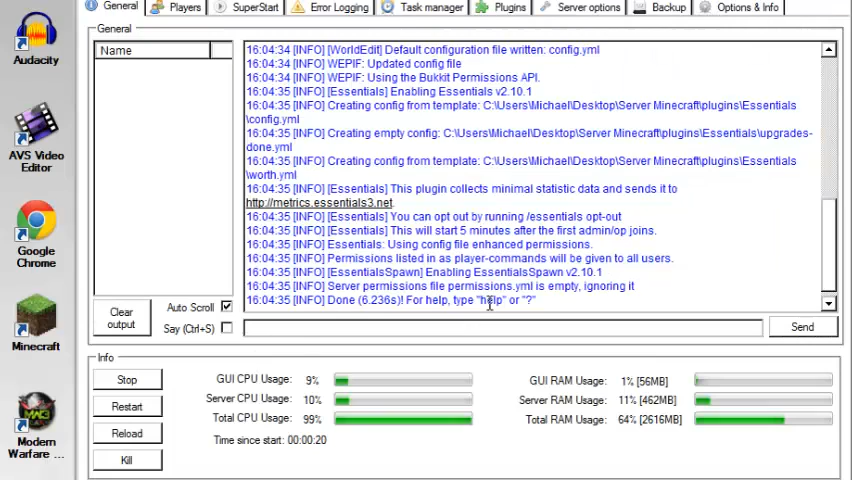 General
Players
SuperStart
Error Logging
Task manager
Plugins
Server options
Backup
Options & Info
General
Name
16:04:34 [INFO] [WorldEdit] Default configuration file written: config.yml
16:04:34 [INFO] WEPIF: Updated config file
16:04:34 [INFO] WEPIF: Using the Bukkit Permissions API.
16:04:35 [INFO] [Essentials] Enabling Essentials v2.10.1
16:04:35 [INFO] Creating config from template: C:\Users\Michael\Desktop\Server Minecraft\plugins\Essentials
\config.yml
16:04:35 [INFO] Creating empty config: C:\Users\Michael\Desktop\Server Minecraft\plugins\Essentials\upgrades-
done.yml
16:04:35 [INFO] Creating config from template: C:\Users\Michael\Desktop\Server Minecraft\plugins\Essentials
\worth.yml
16:04:35 [INFO] [Essentials] This plugin collects minimal statistic data and sends it to
http://metrics.essentials3.net.
16:04:35 [INFO] [Essentials] You can opt out by running /essentials opt-out
16:04:35 [INFO] [Essentials] This will start 5 minutes after the first admin/op joins.
16:04:35 [INFO] Essentials: Using config file enhanced permissions.
16:04:35 [INFO] Permissions listed in as player-commands will be given to all users.
16:04:35 [INFO] [EssentialsSpawn] Enabling EssentialsSpawn v2.10.1
16:04:35 [INFO] Server permissions file permissions.yml is empty, ignoring it
16:04:35 [INFO] Done (6.236s)! For help, type "help" or "?"
Clear
output
Auto Scroll
Say (Ctrl+S)
Send
Info
Stop
Restart
Reload
Kill
GUI CPU Usage: 9%
Server CPU Usage: 10%
Total CPU Usage: 99%
Time since start: 00:00:20
GUI RAM Usage: 1% [56MB]
Server RAM Usage: 11% [462MB]
Total RAM Usage: 64% [2616MB]
Audacity
AVS Video
Editor
Google
Chrome
Minecraft
MW3
Modern
Warfare ...